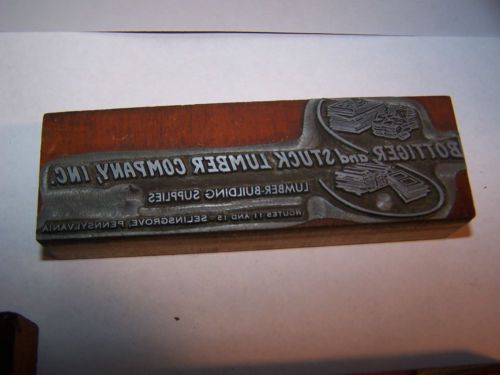 BOTTIGER and STUCK LUMBER COMPANY, INC.
LUMBER-BUILDING SUPPLIES
ROUTES 11 AND 15 - SELINSGROVE, PENNSYLVANIA